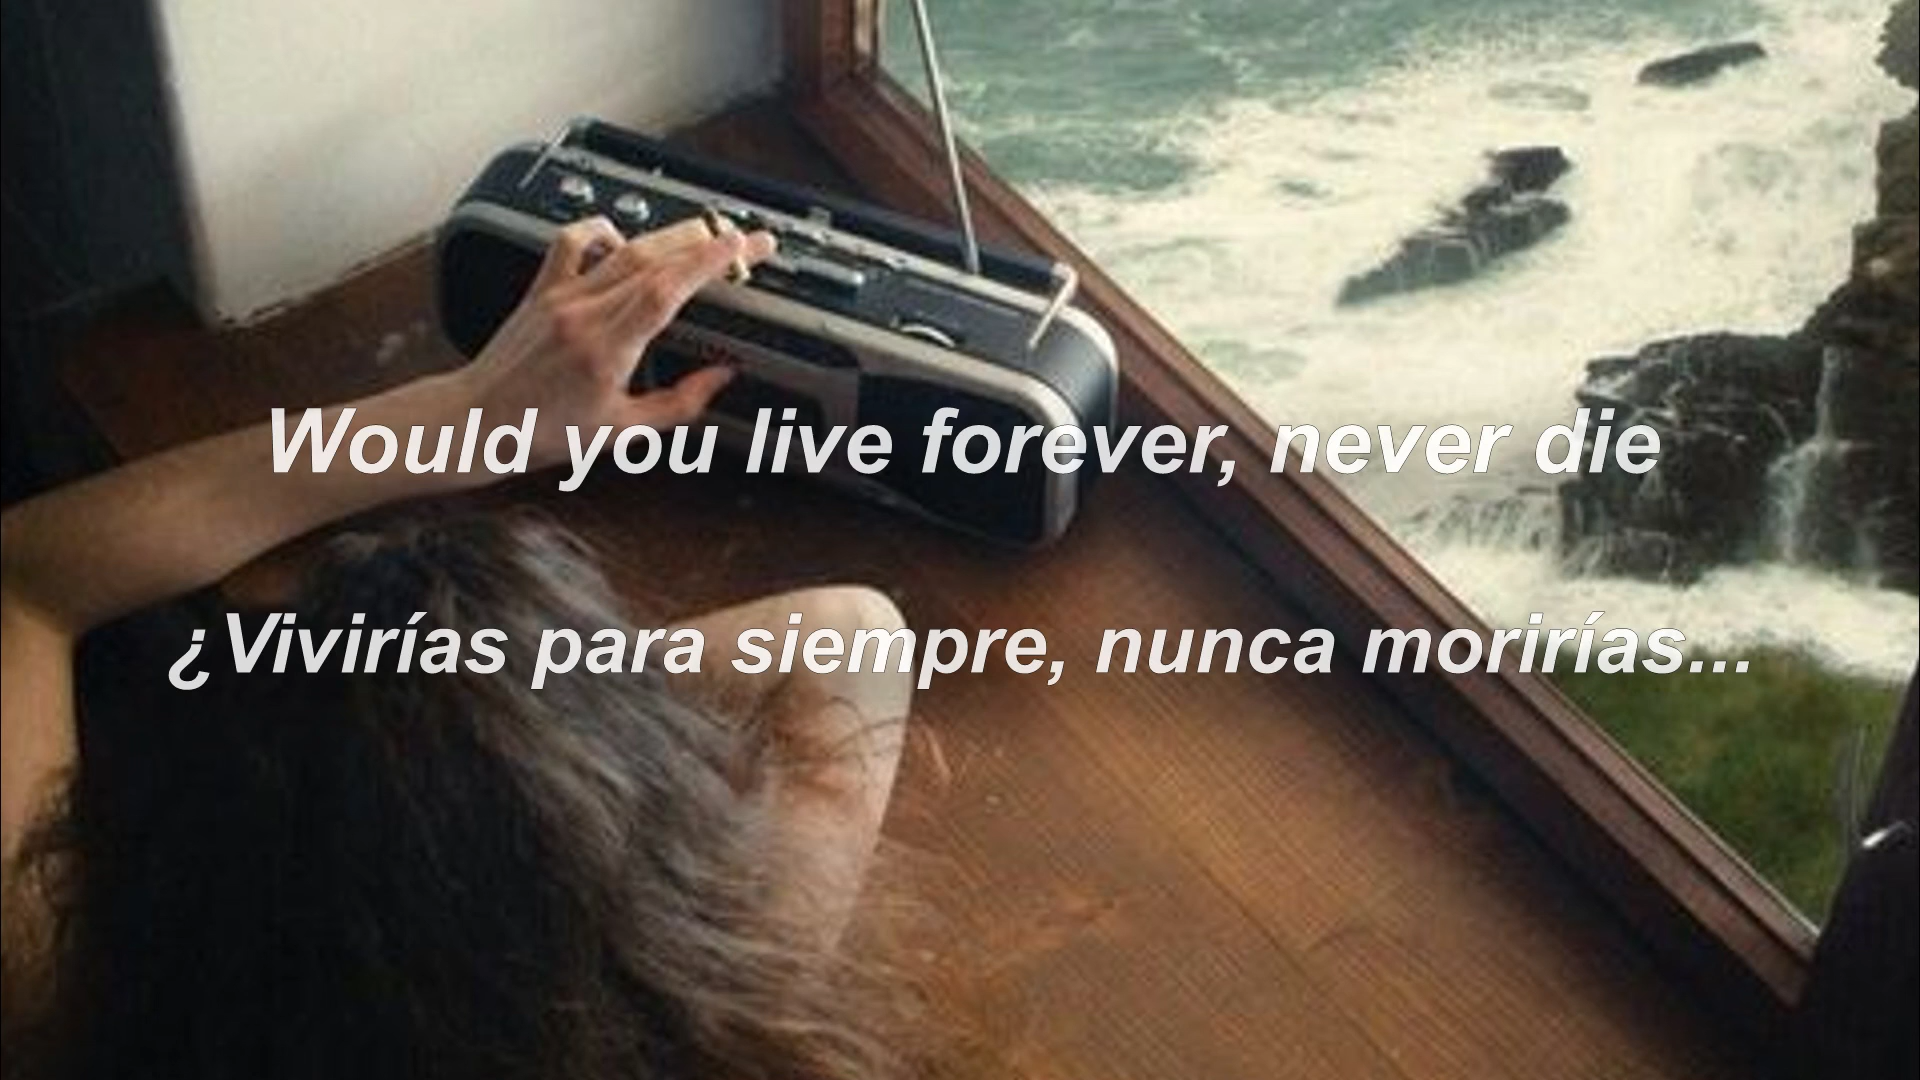 Would you live forever, never die
¿Vivirías para siempre, nunca morirías...